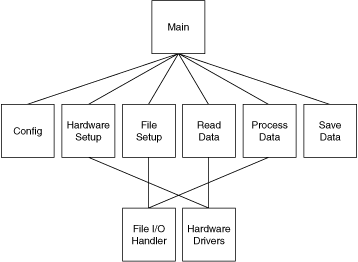 Main
Config
Hardware
Setup
File
Setup
Read
Data
Process
Data
Save
Data
File I/O
Handler
Hardware
Drivers